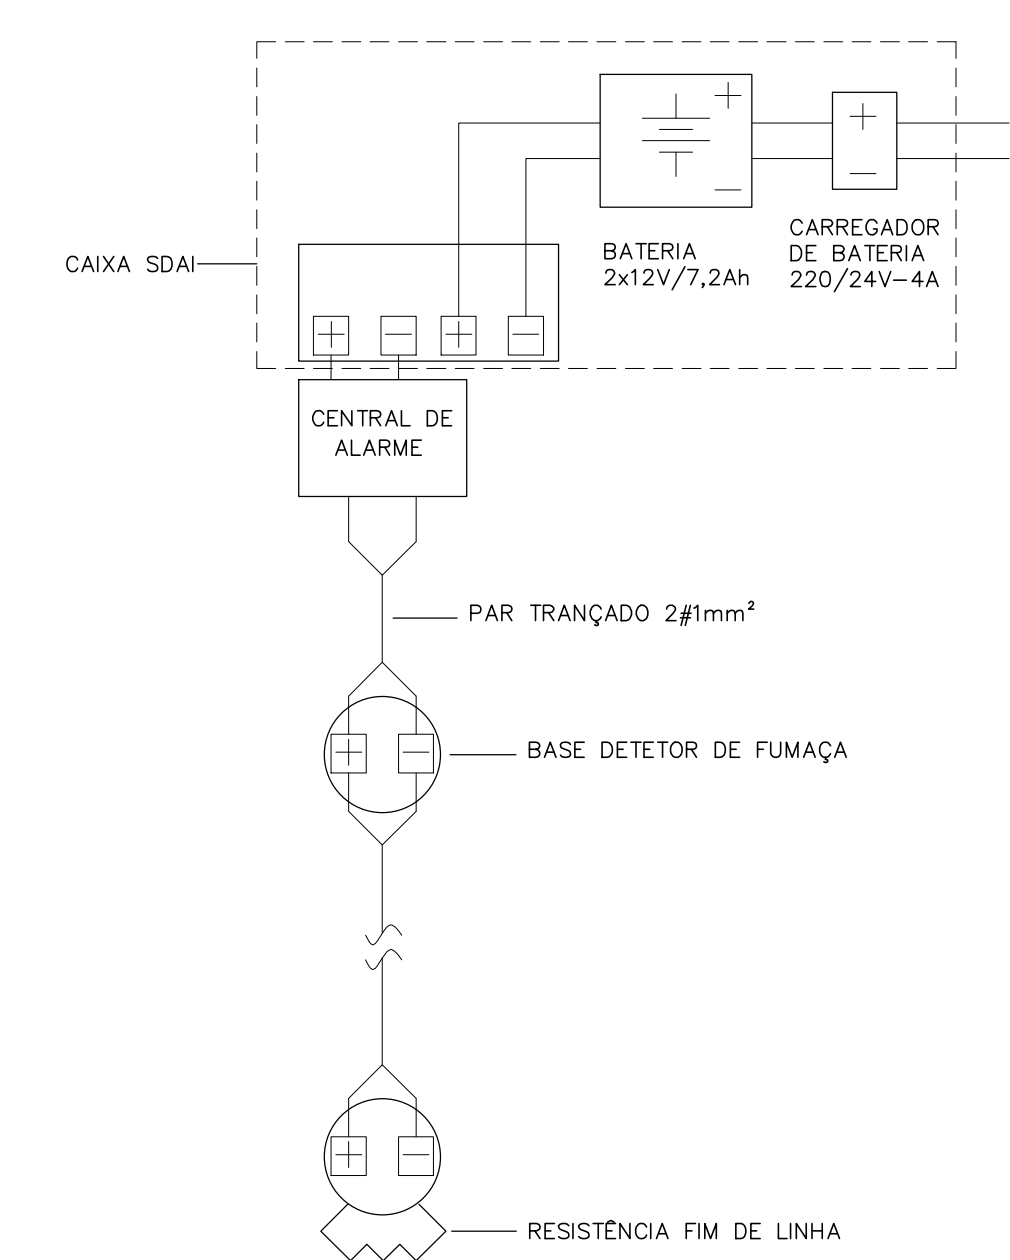 CARREGADOR
DE BATERIA
220/24V-4A
BATERIA
2x12V/7,2Ah
CAIXA SDAI
CENTRAL DE
ALARME
PAR TRANÇADO 2#1mm²
BASE DETETOR DE FUMAÇA
RESISTÊNCIA FIM DE LINHA